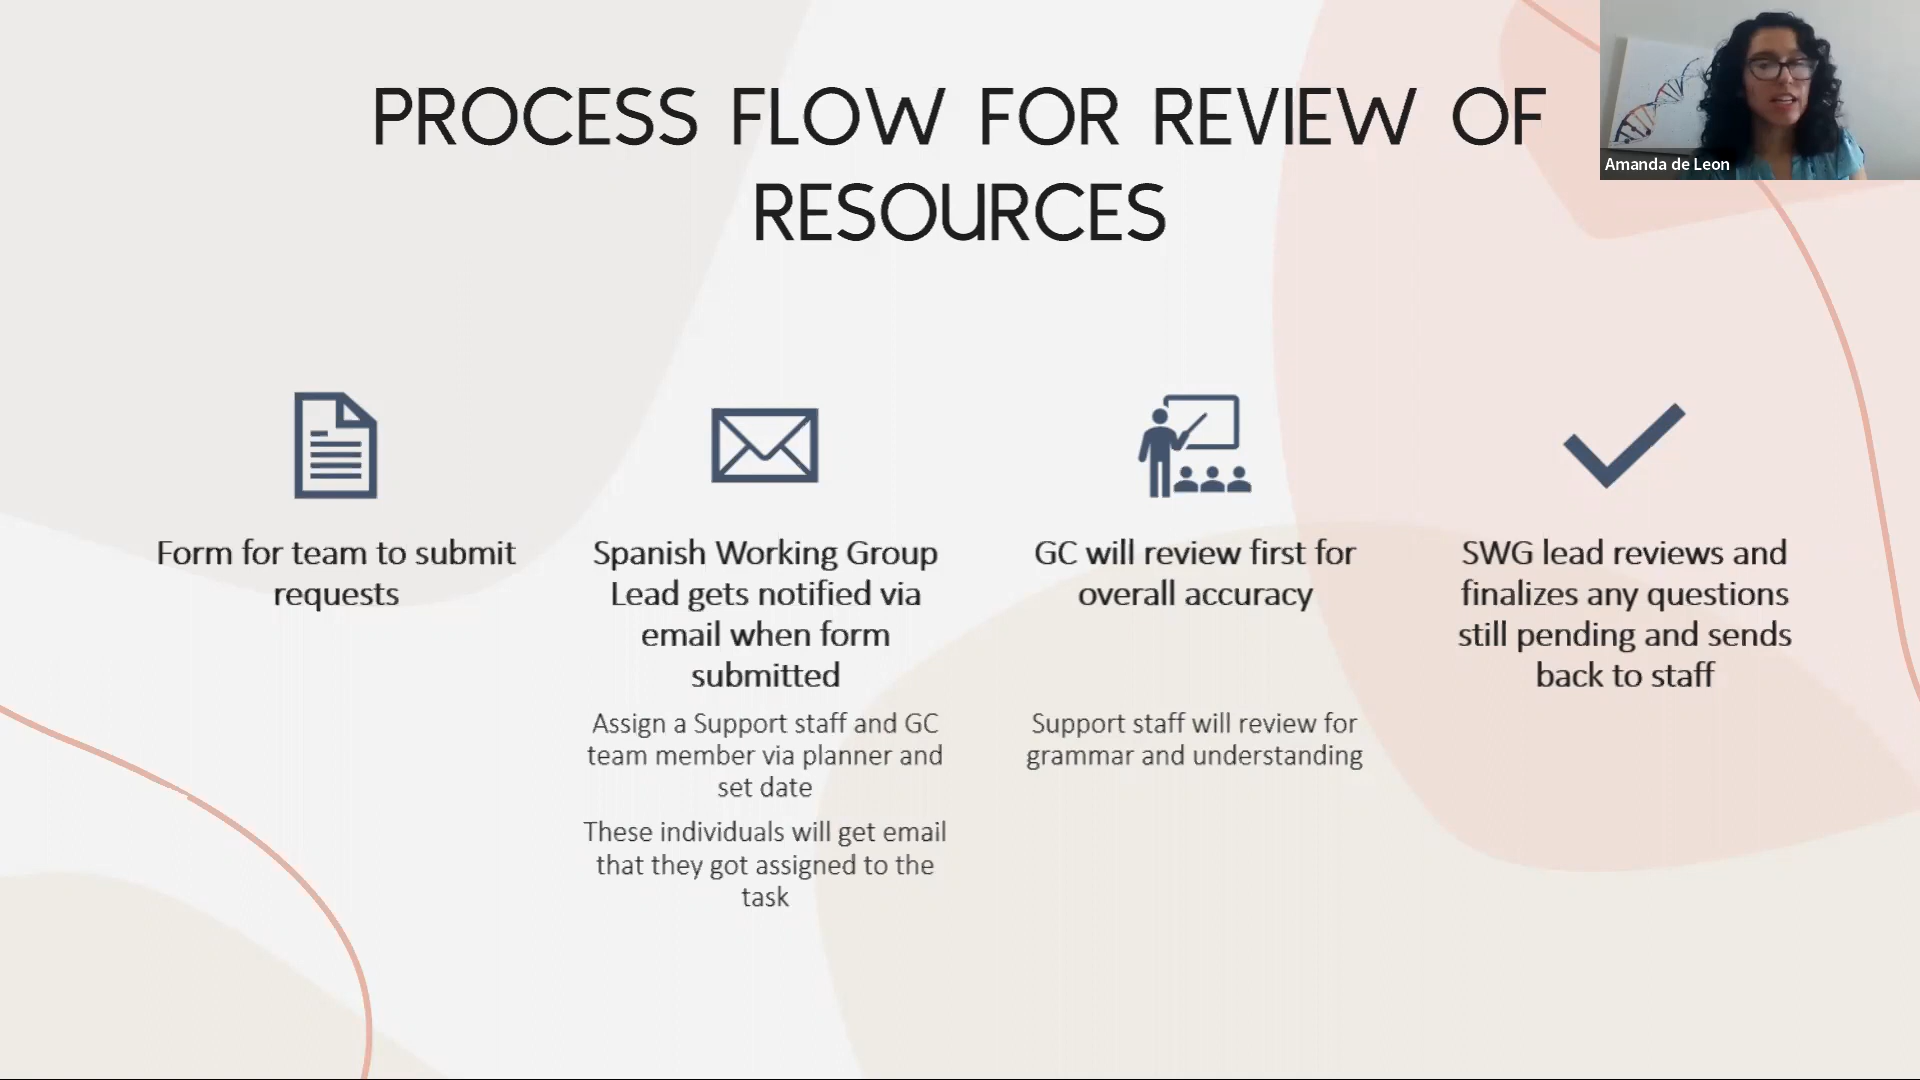 PROCESS FLOW FOR REVIEW OF
RESOURCES
Amanda de Leon
Form for team to submit
requests
Spanish Working Group
Lead gets notified via
email when form
submitted
Assign a Support staff and GC
team member via planner and
set date
These individuals will get email
that they got assigned to the
task
GC will review first for
overall accuracy
Support staff will review for
grammar and understanding
SWG lead reviews and
finalizes any questions
still pending and sends
back to staff